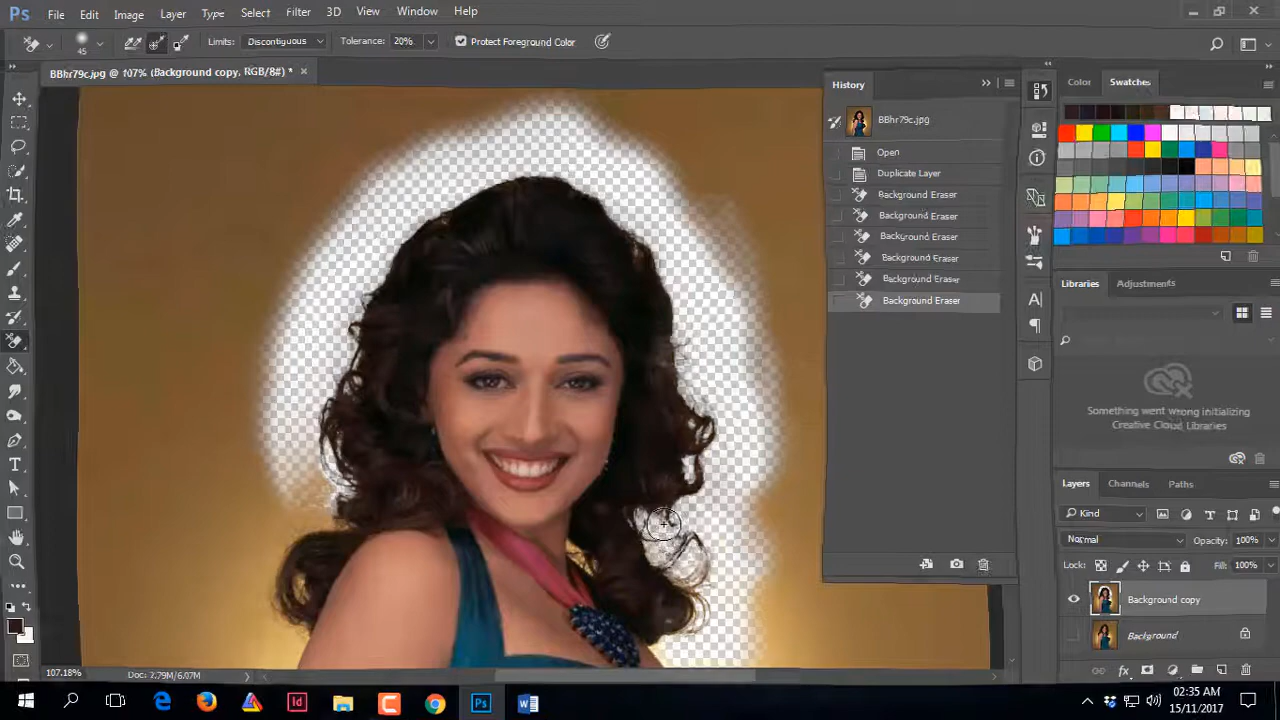 Ps File Edit Image Layer Type Select Filter 3D View Window Help
45 Limits: Discontiguous Tolerance: 20% Protect Foreground Color
BBhr79c.jpg @ 107% (Background copy, RGB/8#) * ×
History
BBhr79c.jpg
Open
Duplicate Layer
Background Eraser
Background Eraser
Background Eraser
Background Eraser
Background Eraser
Background Eraser
Color Swatches
Libraries Adjustments
Something went wrong initializing
Creative Cloud Libraries
Layers Channels Paths
Kind
Normal Opacity: 100%
Lock: Fill: 100%
Background copy
Background
107.18% Doc: 2.79M/6.07M
Id Ps
02:35 AM
15/11/2017